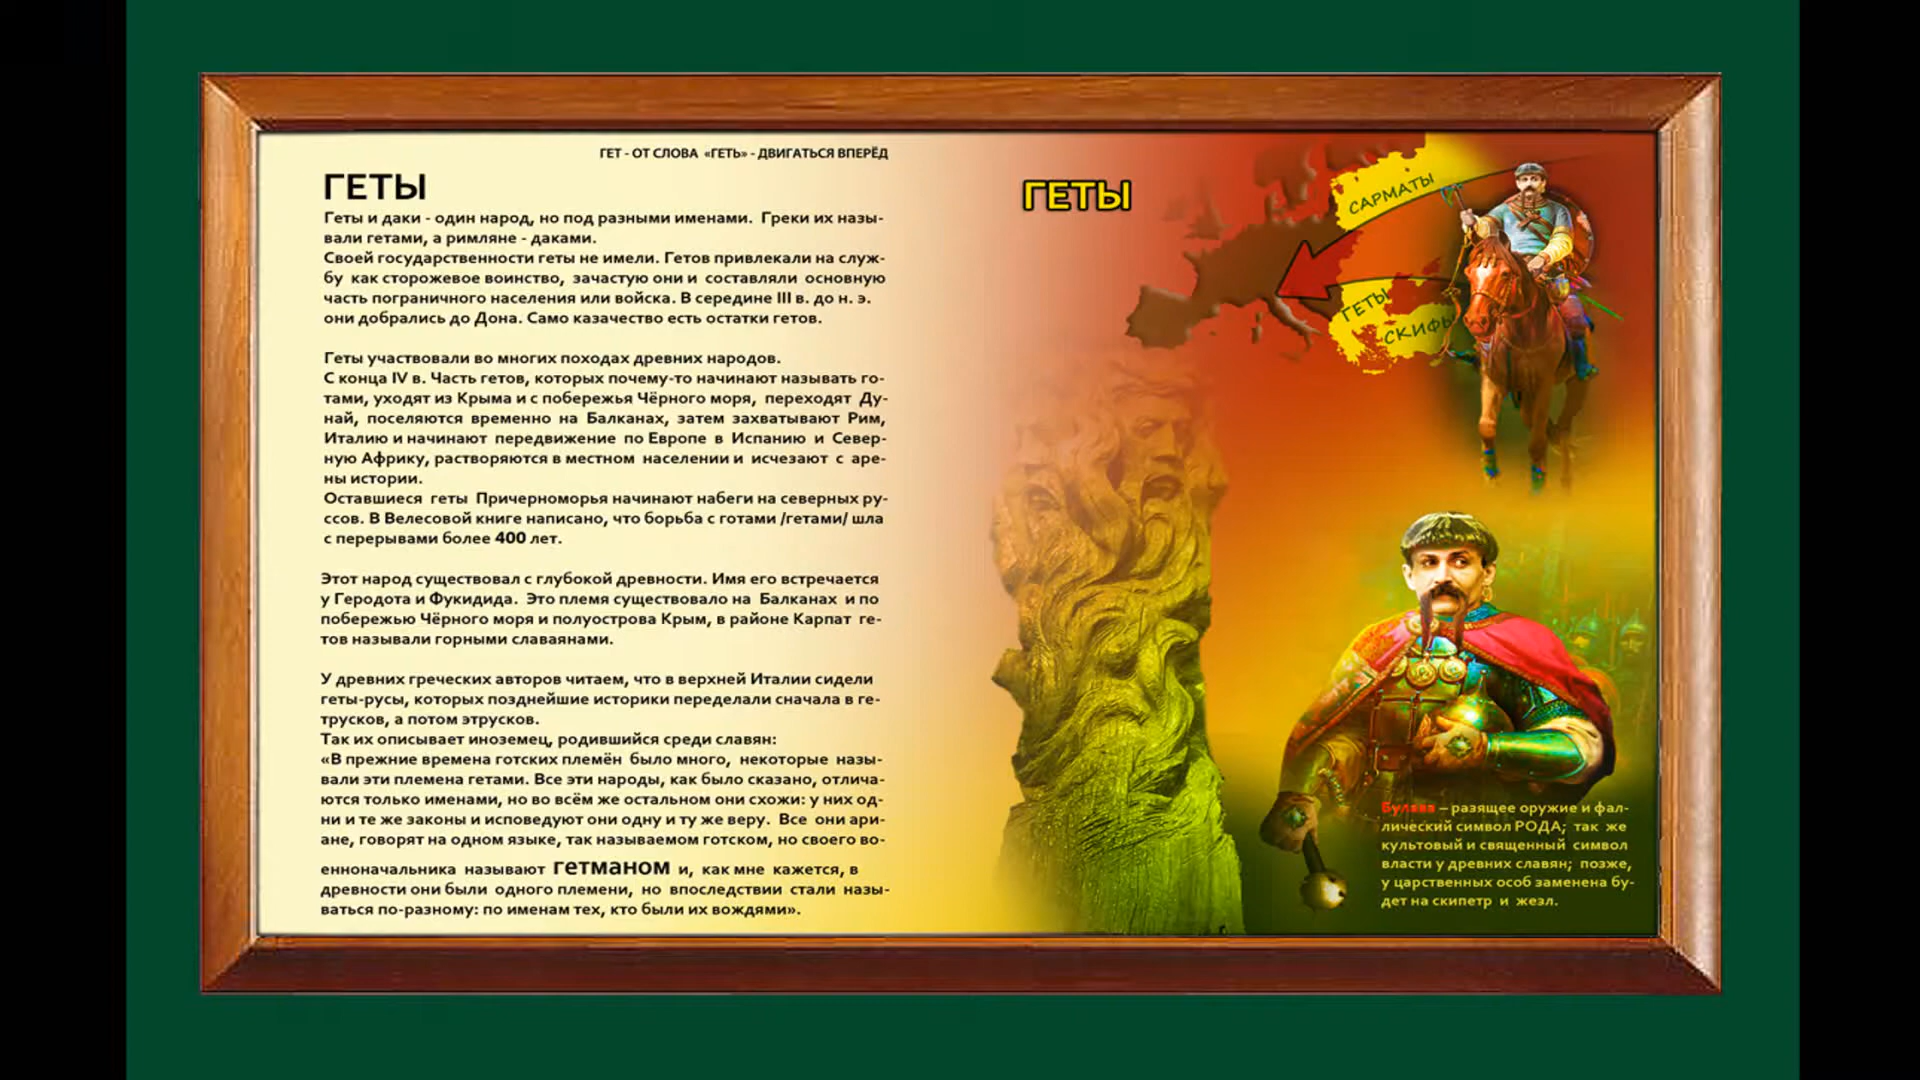 ГЕТ - ОТ СЛОВА «ГЕТЬ» - ДВИГАТЬСЯ ВПЕРЁД
ГЕТЫ
Геты и даки - один народ, но под разными именами. Греки их назы-
вали гетами, а римляне - даками.
Своей государственности геты не имели. Гетов привлекали на служ-
бу как сторожевое воинство, зачастую они и составляли основную
часть пограничного населения или войска. В середине III в. до н. э.
они добрались до Дона. Само казачество есть остатки гетов.
Геты участвовали во многих походах древних народов.
С конца IV в. Часть гетов, которых почему-то начинают называть го-
тами, уходят из Крыма и с побережья Чёрного моря, переходят Ду-
най, поселяются временно на Балканах, затем захватывают Рим,
Италию и начинают передвижение по Европе в Испанию и Север-
ную Африку, растворяются в местном населении и исчезают с аре-
ны истории.
Оставшиеся геты Причерноморья начинают набеги на северных ру-
ссов. В Велесовой книге написано, что борьба с готами /гетами/ шла
с перерывами более 400 лет.
Этот народ существовал с глубокой древности. Имя его встречается
у Геродота и Фукидида. Это племя существовало на Балканах и по
побережью Чёрного моря и полуострова Крым, в районе Карпат ге-
тов называли горными славаянами.
У древних греческих авторов читаем, что в верхней Италии сидели
геты-русы, которых позднейшие историки переделали сначала в ге-
трусков, а потом этрусков.
Так их описывает иноземец, родившийся среди славян:
«В прежние времена готских племён было много, некоторые назы-
вали эти племена гетами. Все эти народы, как было сказано, отлича-
ются только именами, но во всём же остальном они схожи: у них од-
ни и те же законы и исповедуют они одну и ту же веру. Все они ари-
ане, говорят на одном языке, так называемом готском, но своего во-
енноначальника называют гетманом и, как мне кажется, в
древности они были одного племени, но впоследствии стали назы-
ваться по-разному: по именам тех, кто были их вождями».
ГЕТЫ
САРМАТЫ
ГЕТЫ
СКИФЫ
Булава – разящее оружие и фал-
лический символ РОДА; так же
культовый и священный символ
власти у древних славян; позже,
у царственных особ заменена бу-
дет на скипетр и жезл.